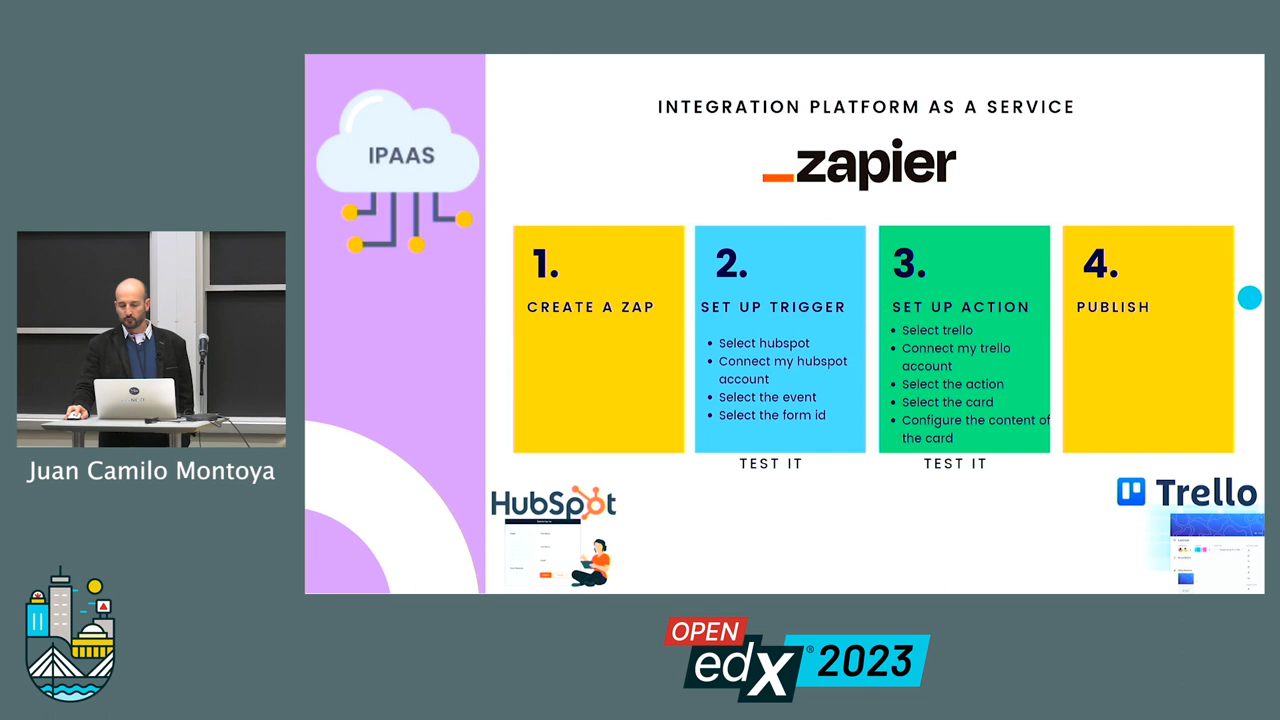 INTEGRATION PLATFORM AS A SERVICE
IPAAS
zapier
1.
CREATE A ZAP
2.
SET UP TRIGGER
• Select hubspot
• Connect my hubspot
account
• Select the event
• Select the form id
TEST IT
3.
SET UP ACTION
• Select trello
• Connect my trello
account
• Select the action
• Select the card
• Configure the content of
the card
TEST IT
4.
PUBLISH
HubSpot
Trello
Juan Camilo Montoya
OPEN
edX® 2023